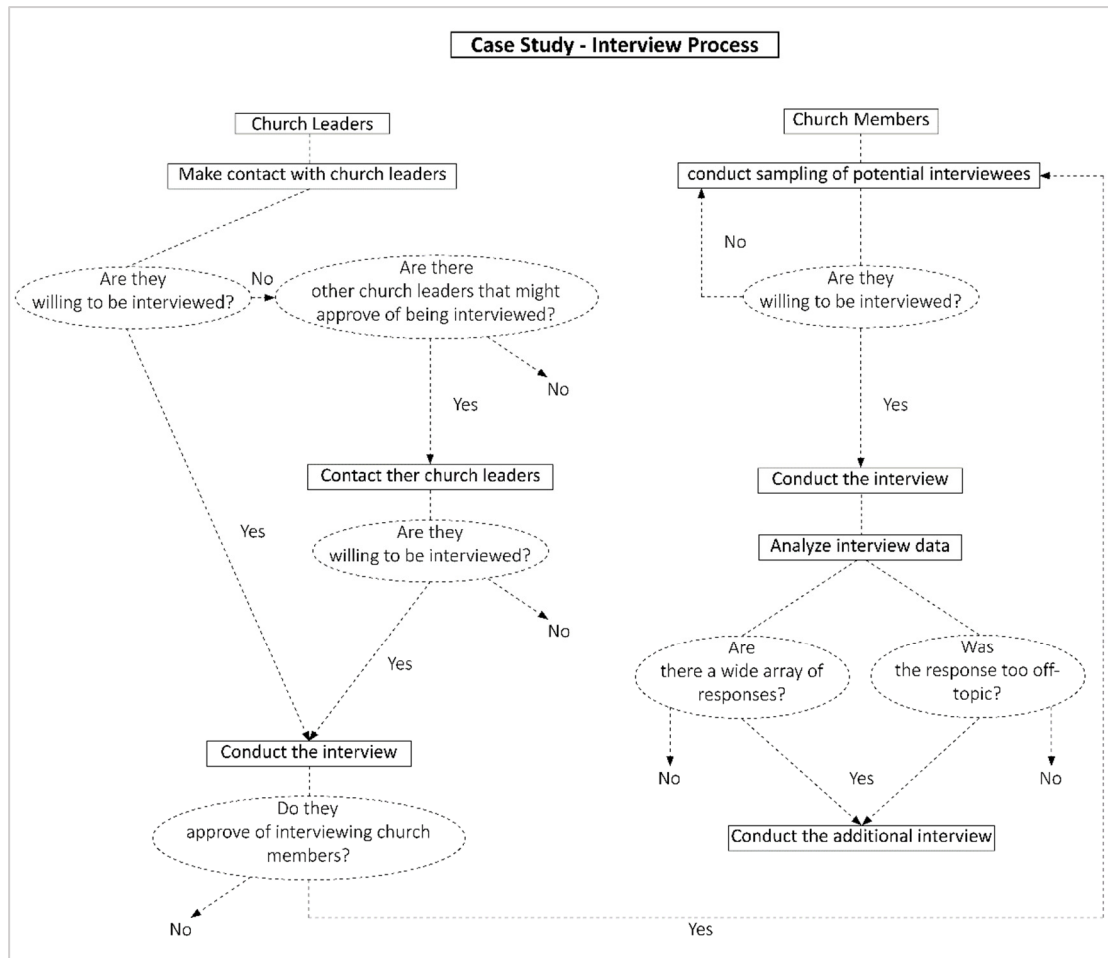 Case Study - Interview Process
Church Leaders
Make contact with church leaders
Are they
willing to be interviewed?
No
Are there
other church leaders that might
approve of being interviewed?
No
Yes
Contact ther church leaders
Are they
willing to be interviewed?
No
Yes
Yes
Conduct the interview
Do they
approve of interviewing church
members?
No
Yes
Church Members
conduct sampling of potential interviewees
No
Are they
willing to be interviewed?
Yes
Conduct the interview
Analyze interview data
Are
there a wide array of
responses?
Was
the response too off-
topic?
No
Yes
No
Conduct the additional interview